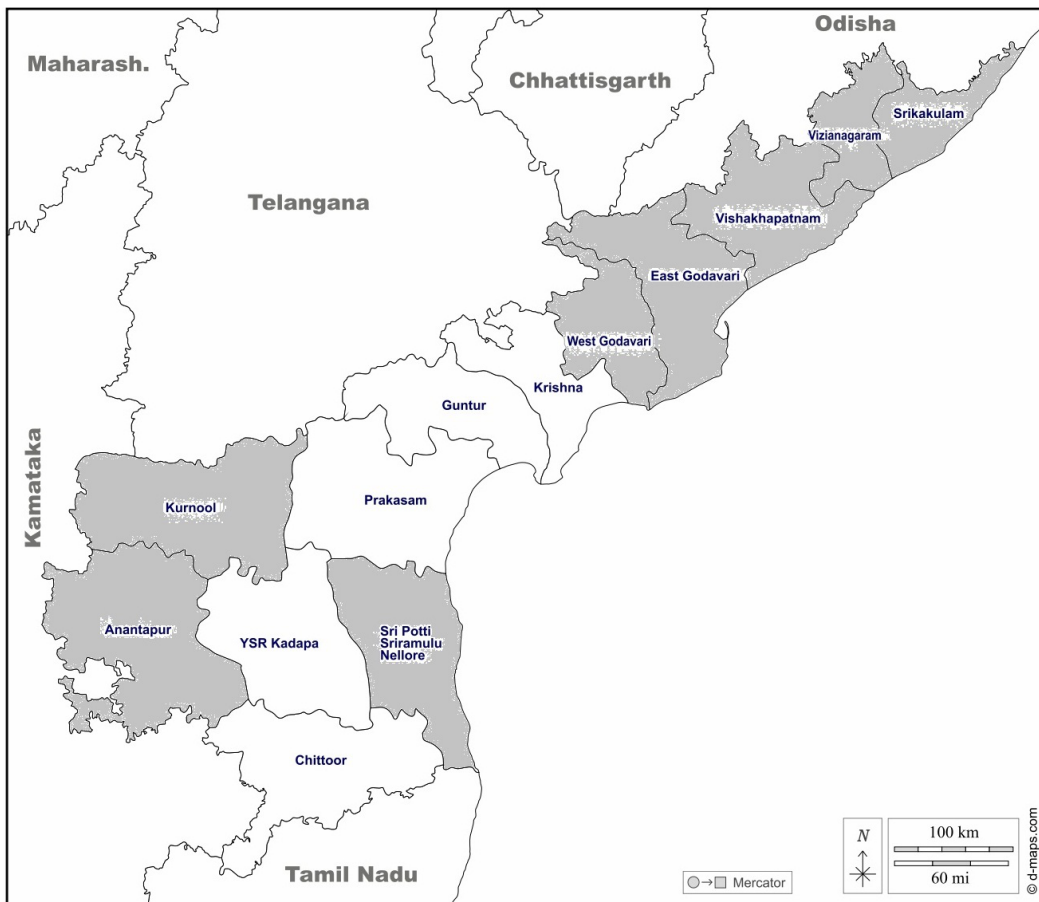 Odisha
Maharash.
Chhattisgarth
Srikakulam
Vizianagaram
Telangana
Vishakhapatnam
East Godavari
West Godavari
Krishna
Guntur
Kamataka
Kurnool
Prakasam
Anantapur
YSR Kadapa
Sri Potti
Sriramulu
Nellore
Chittoor
Tamil Nadu
N
100 km
60 mi
Mercator
© d-maps.com